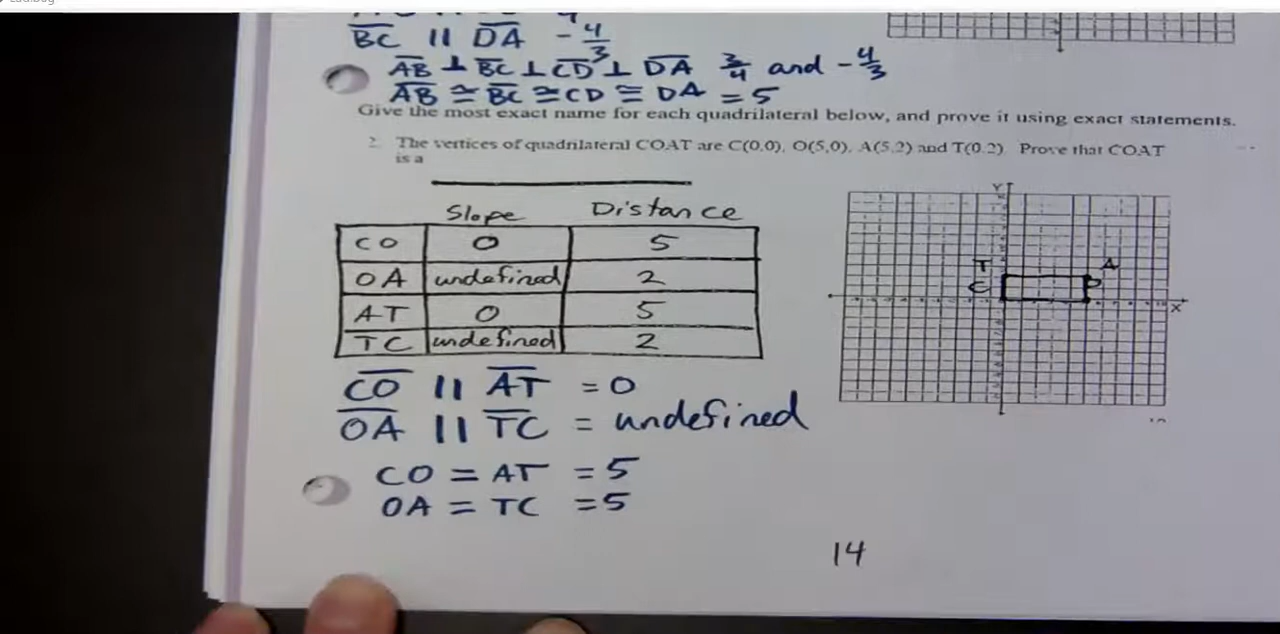 BC || DA - 4/3
AB ⊥ BC ⊥ CD ⊥ DA 3/4 and - 4/3
AB ≅ BC ≅ CD ≅ DA = 5
Give the most exact name for each quadrilateral below, and prove it using exact statements.
2. The vertices of quadrilateral COAT are C(0,0), O(5,0), A(5,2) and T(0,2). Prove that COAT
is a
Slope Distance
CO 0 5
OA undefined 2
AT 0 5
TC undefined 2
Y
T A
C
X
CO || AT = 0
OA || TC = undefined
CO = AT = 5
OA = TC = 5
14